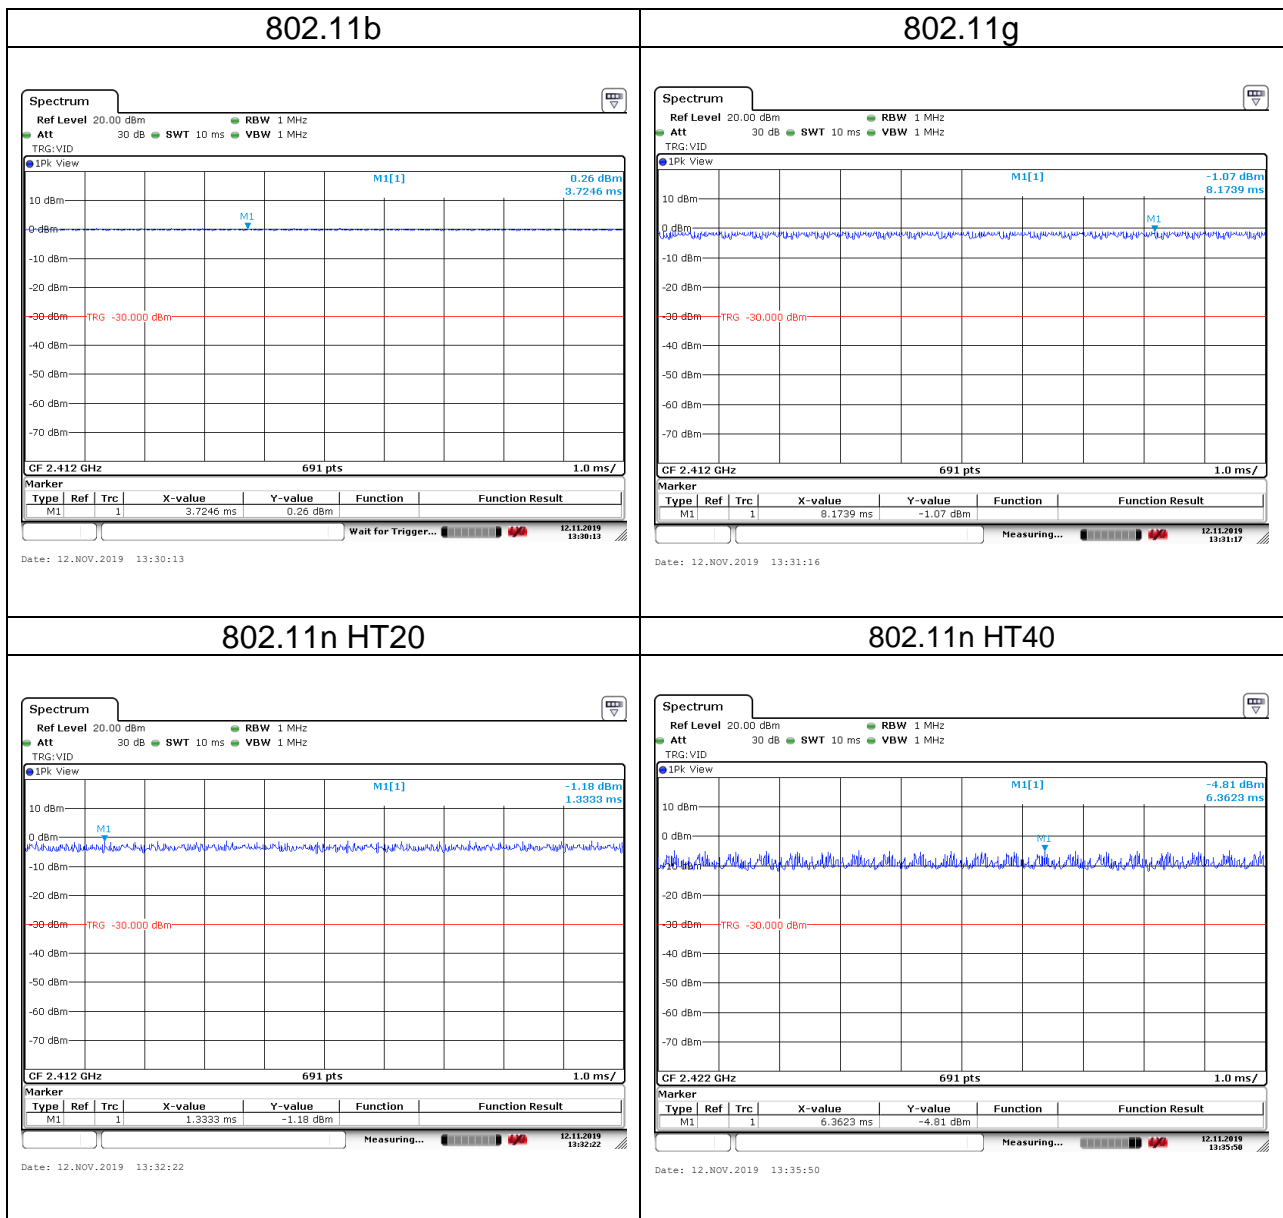 802.11b
802.11g
Spectrum
Ref Level 20.00 dBm RBW 1 MHz
Att 30 dB SWT 10 ms VBW 1 MHz
TRG:VID
1Pk View
M1[1] 0.26 dBm
3.7246 ms
10 dBm
M1
0 dBm
-10 dBm
-20 dBm
-30 dBm TRG -30.000 dBm
-40 dBm
-50 dBm
-60 dBm
-70 dBm
CF 2.412 GHz 691 pts 1.0 ms/
Marker
Type Ref Trc X-value Y-value Function Function Result
M1 1 3.7246 ms 0.26 dBm
Wait for Trigger... 12.11.2019
13:30:13
Date: 12.NOV.2019 13:30:13
Spectrum
Ref Level 20.00 dBm RBW 1 MHz
Att 30 dB SWT 10 ms VBW 1 MHz
TRG:VID
1Pk View
M1[1] -1.07 dBm
8.1739 ms
10 dBm
M1
0 dBm
-10 dBm
-20 dBm
-30 dBm TRG -30.000 dBm
-40 dBm
-50 dBm
-60 dBm
-70 dBm
CF 2.412 GHz 691 pts 1.0 ms/
Marker
Type Ref Trc X-value Y-value Function Function Result
M1 1 8.1739 ms -1.07 dBm
Measuring... 12.11.2019
13:31:17
Date: 12.NOV.2019 13:31:16
802.11n HT20
802.11n HT40
Spectrum
Ref Level 20.00 dBm RBW 1 MHz
Att 30 dB SWT 10 ms VBW 1 MHz
TRG:VID
1Pk View
M1[1] -1.18 dBm
1.3333 ms
10 dBm
M1
0 dBm
-10 dBm
-20 dBm
-30 dBm TRG -30.000 dBm
-40 dBm
-50 dBm
-60 dBm
-70 dBm
CF 2.412 GHz 691 pts 1.0 ms/
Marker
Type Ref Trc X-value Y-value Function Function Result
M1 1 1.3333 ms -1.18 dBm
Measuring... 12.11.2019
13:32:22
Date: 12.NOV.2019 13:32:22
Spectrum
Ref Level 20.00 dBm RBW 1 MHz
Att 30 dB SWT 10 ms VBW 1 MHz
TRG:VID
1Pk View
M1[1] -4.81 dBm
6.3623 ms
10 dBm
0 dBm
M1
-10 dBm
-20 dBm
-30 dBm TRG -30.000 dBm
-40 dBm
-50 dBm
-60 dBm
-70 dBm
CF 2.422 GHz 691 pts 1.0 ms/
Marker
Type Ref Trc X-value Y-value Function Function Result
M1 1 6.3623 ms -4.81 dBm
Measuring... 12.11.2019
13:35:50
Date: 12.NOV.2019 13:35:50